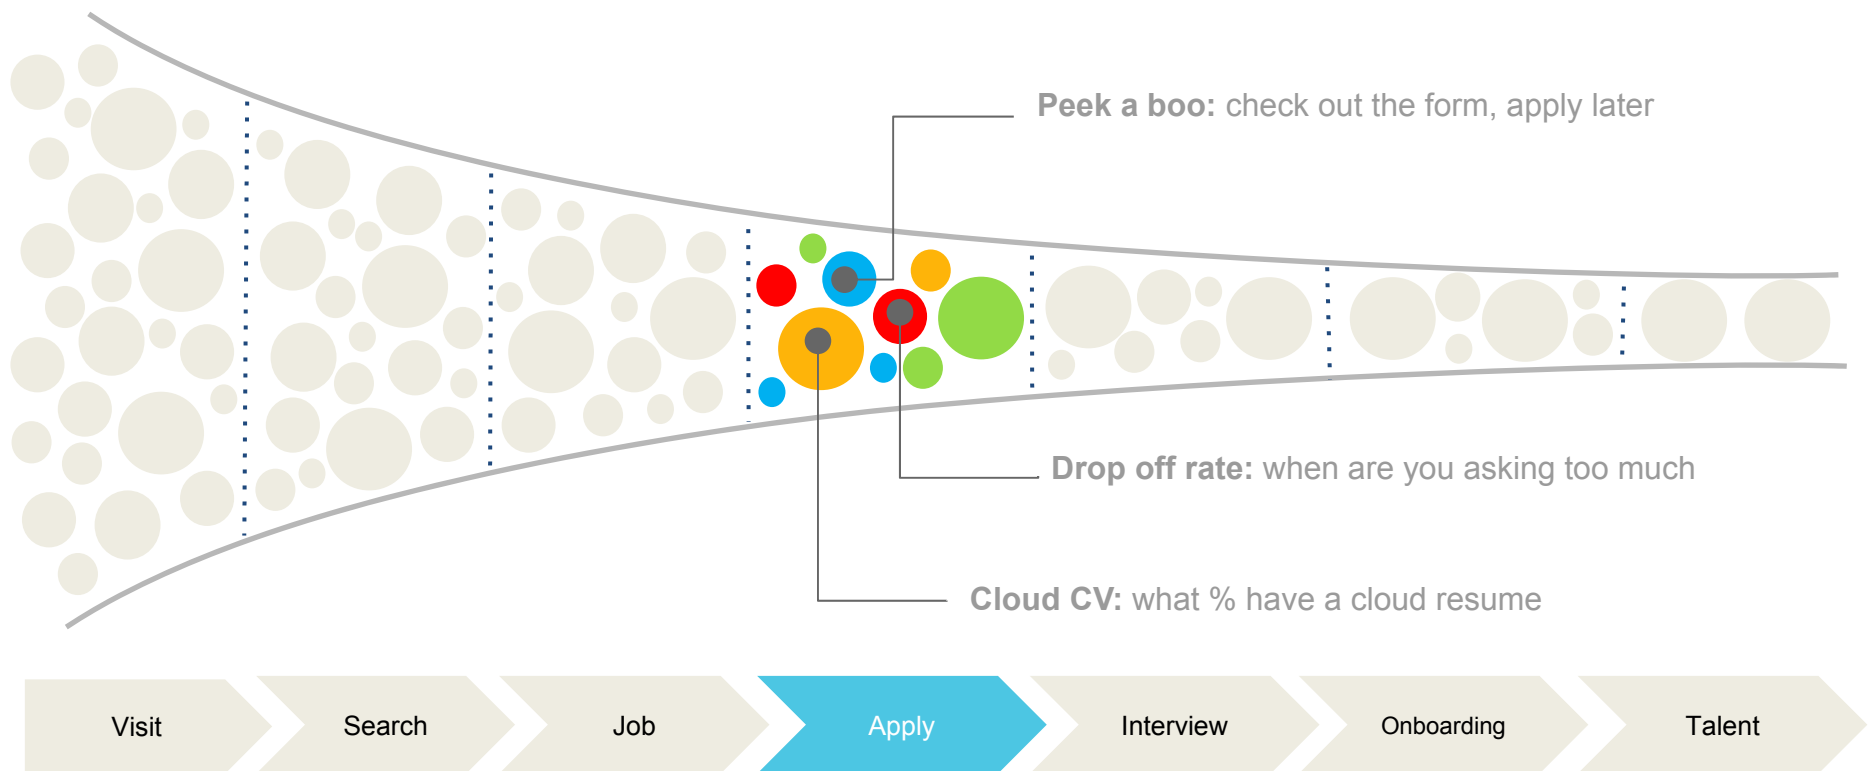 Peek a boo: check out the form, apply later
Drop off rate: when are you asking too much
Cloud CV: what % have a cloud resume
Visit
Search
Job
Apply
Interview
Onboarding
Talent